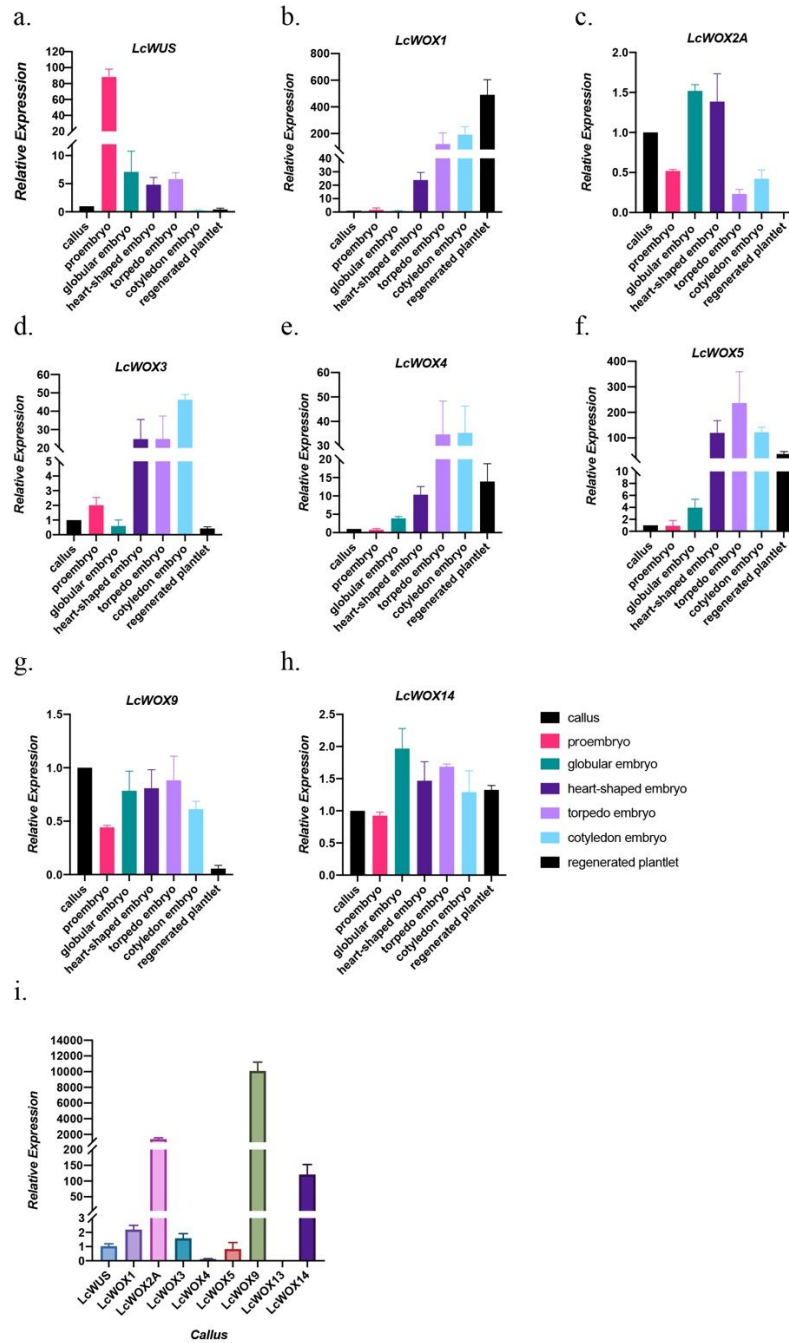 a.
LcWUS
Relative Expression
120
100
80
60
40
20
10
5
0
callus
proembryo
globular embryo
heart-shaped embryo
torpedo embryo
cotyledon embryo
regenerated plantlet
b.
LcWOX1
Relative Expression
800
600
400
200
40
30
20
10
0
callus
proembryo
globular embryo
heart-shaped embryo
torpedo embryo
cotyledon embryo
regenerated plantlet
c.
LcWOX2A
Relative Expression
2.0
1.5
1.0
0.5
0.0
callus
proembryo
globular embryo
heart-shaped embryo
torpedo embryo
cotyledon embryo
regenerated plantlet
d.
LcWOX3
Relative Expression
60
50
40
30
20
5
4
3
2
1
0
callus
proembryo
globular embryo
heart-shaped embryo
torpedo embryo
cotyledon embryo
regenerated plantlet
e.
LcWOX4
Relative Expression
60
50
40
30
20
15
10
5
0
callus
proembryo
globular embryo
heart-shaped embryo
torpedo embryo
cotyledon embryo
regenerated plantlet
f.
LcWOX5
Relative Expression
400
300
200
100
10
8
6
4
2
0
callus
proembryo
globular embryo
heart-shaped embryo
torpedo embryo
cotyledon embryo
regenerated plantlet
g.
LcWOX9
Relative Expression
1.5
1.0
0.5
0.0
callus
proembryo
globular embryo
heart-shaped embryo
torpedo embryo
cotyledon embryo
regenerated plantlet
h.
LcWOX14
Relative Expression
2.5
2.0
1.5
1.0
0.5
0.0
callus
proembryo
globular embryo
heart-shaped embryo
torpedo embryo
cotyledon embryo
regenerated plantlet
callus
proembryo
globular embryo
heart-shaped embryo
torpedo embryo
cotyledon embryo
regenerated plantlet
i.
Relative Expression
14000
12000
10000
8000
6000
4000
2000
200
150
100
50
3
2
1
0
LcWUS
LcWOX1
LcWOX2A
LcWOX3
LcWOX4
LcWOX5
LcWOX9
LcWOX13
LcWOX14
Callus